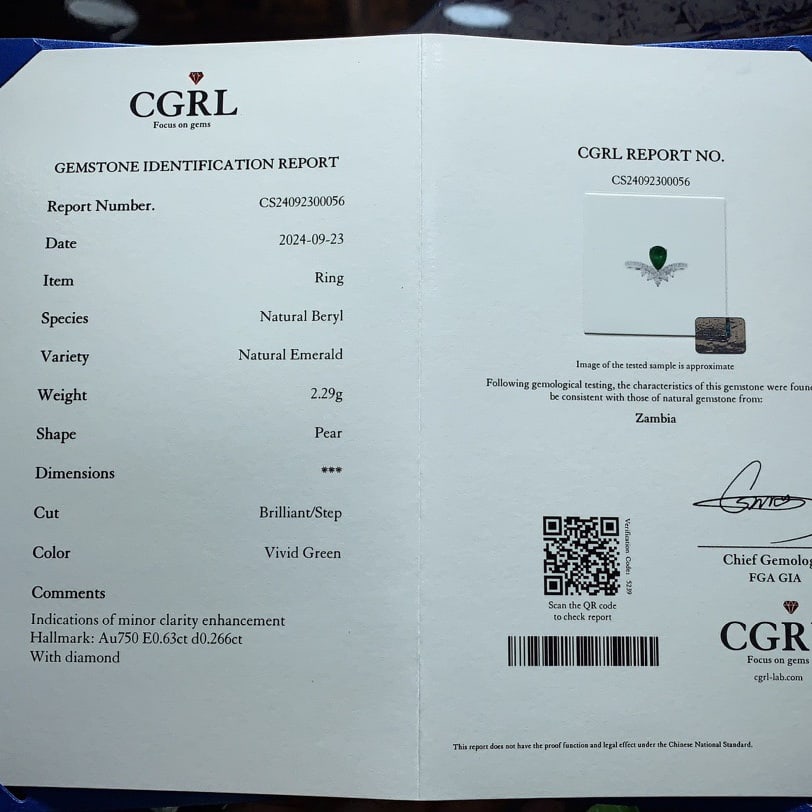 CGRL
Focus on gems
GEMSTONE IDENTIFICATION REPORT
Report Number. CS24092300056
Date 2024-09-23
Item Ring
Species Natural Beryl
Variety Natural Emerald
Weight 2.29g
Shape Pear
Dimensions ***
Cut Brilliant/Step
Color Vivid Green
Comments
Indications of minor clarity enhancement
Hallmark: Au750 E0.63ct d0.266ct
With diamond
CGRL REPORT NO.
CS24092300056
Image of the tested sample is approximate
Following gemological testing, the characteristics of this gemstone were foun
be consistent with those of natural gemstone from:
Zambia
Verification Code: 5239
Scan the QR code
to check report
Chief Gemolog
FGA GIA
CGR
Focus on gems
cgrl-lab.com
This report does not have the proof function and legal effect under the Chinese National Standard.